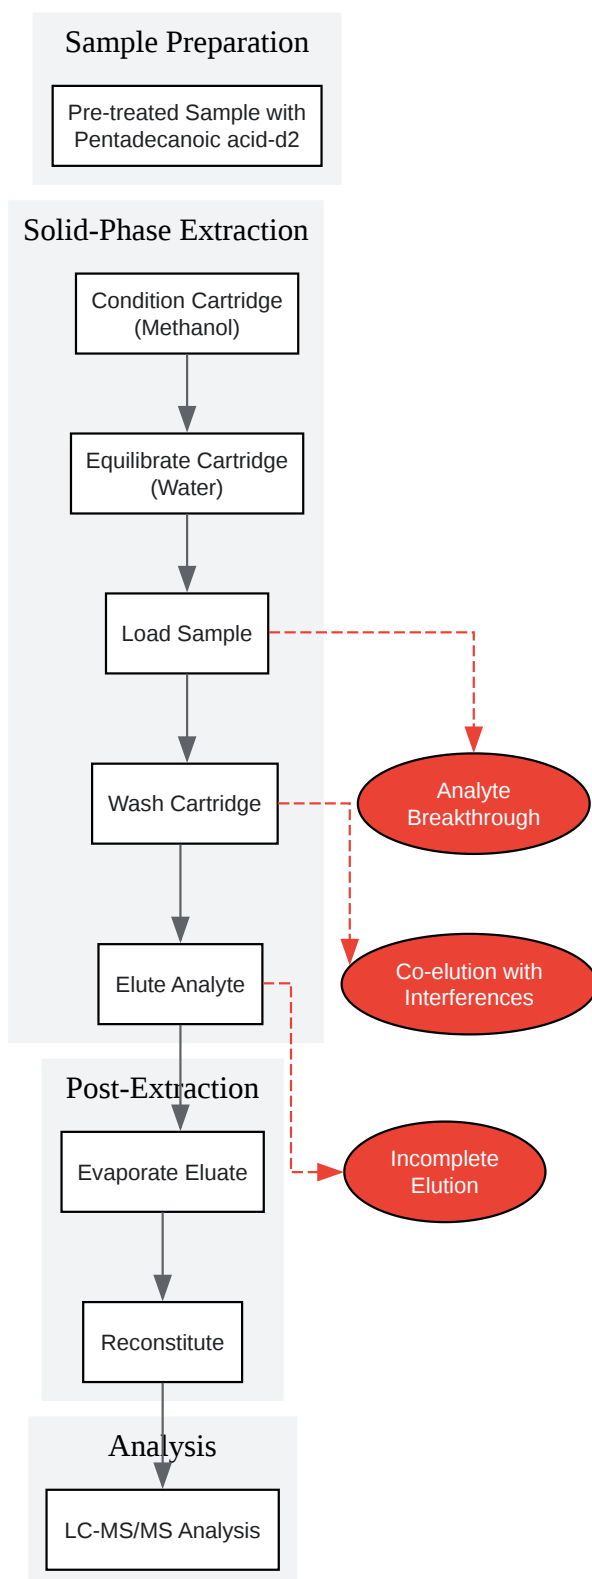 Sample Preparation
Pre-treated Sample with
Pentadecanoic acid-d2
Solid-Phase Extraction
Condition Cartridge
(Methanol)
Equilibrate Cartridge
(Water)
Load Sample
Wash Cartridge
Analyte
Breakthrough
Elute Analyte
Co-elution with
Interferences
Post-Extraction
Evaporate Eluate
Incomplete
Elution
Reconstitute
Analysis
LC-MS/MS Analysis